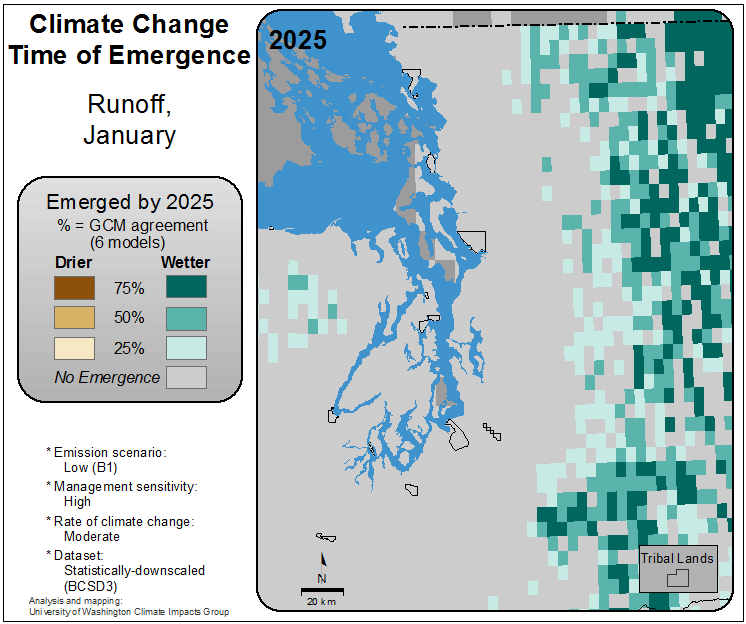 Climate Change
Time of Emergence
Runoff,
January
Emerged by 2025
% = GCM agreement
(6 models)
Drier Wetter
75%
50%
25%
No Emergence
* Emission scenario:
Low (B1)
* Management sensitivity:
High
* Rate of climate change:
Moderate
* Dataset:
Statistically-downscaled
(BCSD3)
Analysis and mapping:
University of Washington Climate Impacts Group
2025
N
20 km
Tribal Lands